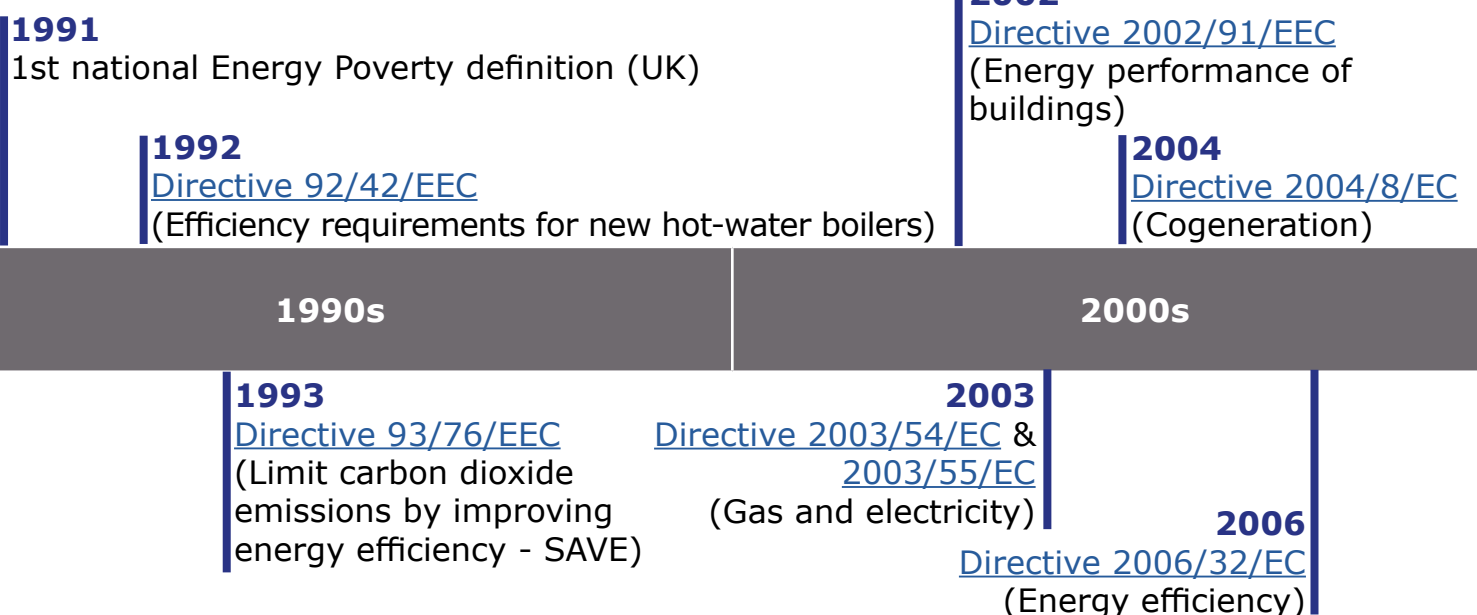 1991
1st national Energy Poverty definition (UK)
1992
Directive 92/42/EEC
(Efficiency requirements for new hot-water boilers)
2002
Directive 2002/91/EEC
(Energy performance of
buildings)
2004
Directive 2004/8/EC
(Cogeneration)
1990s
2000s
1993
Directive 93/76/EEC
(Limit carbon dioxide
emissions by improving
energy efficiency - SAVE)
2003
Directive 2003/54/EC &
2003/55/EC
(Gas and electricity)
2006
Directive 2006/32/EC
(Energy efficiency)